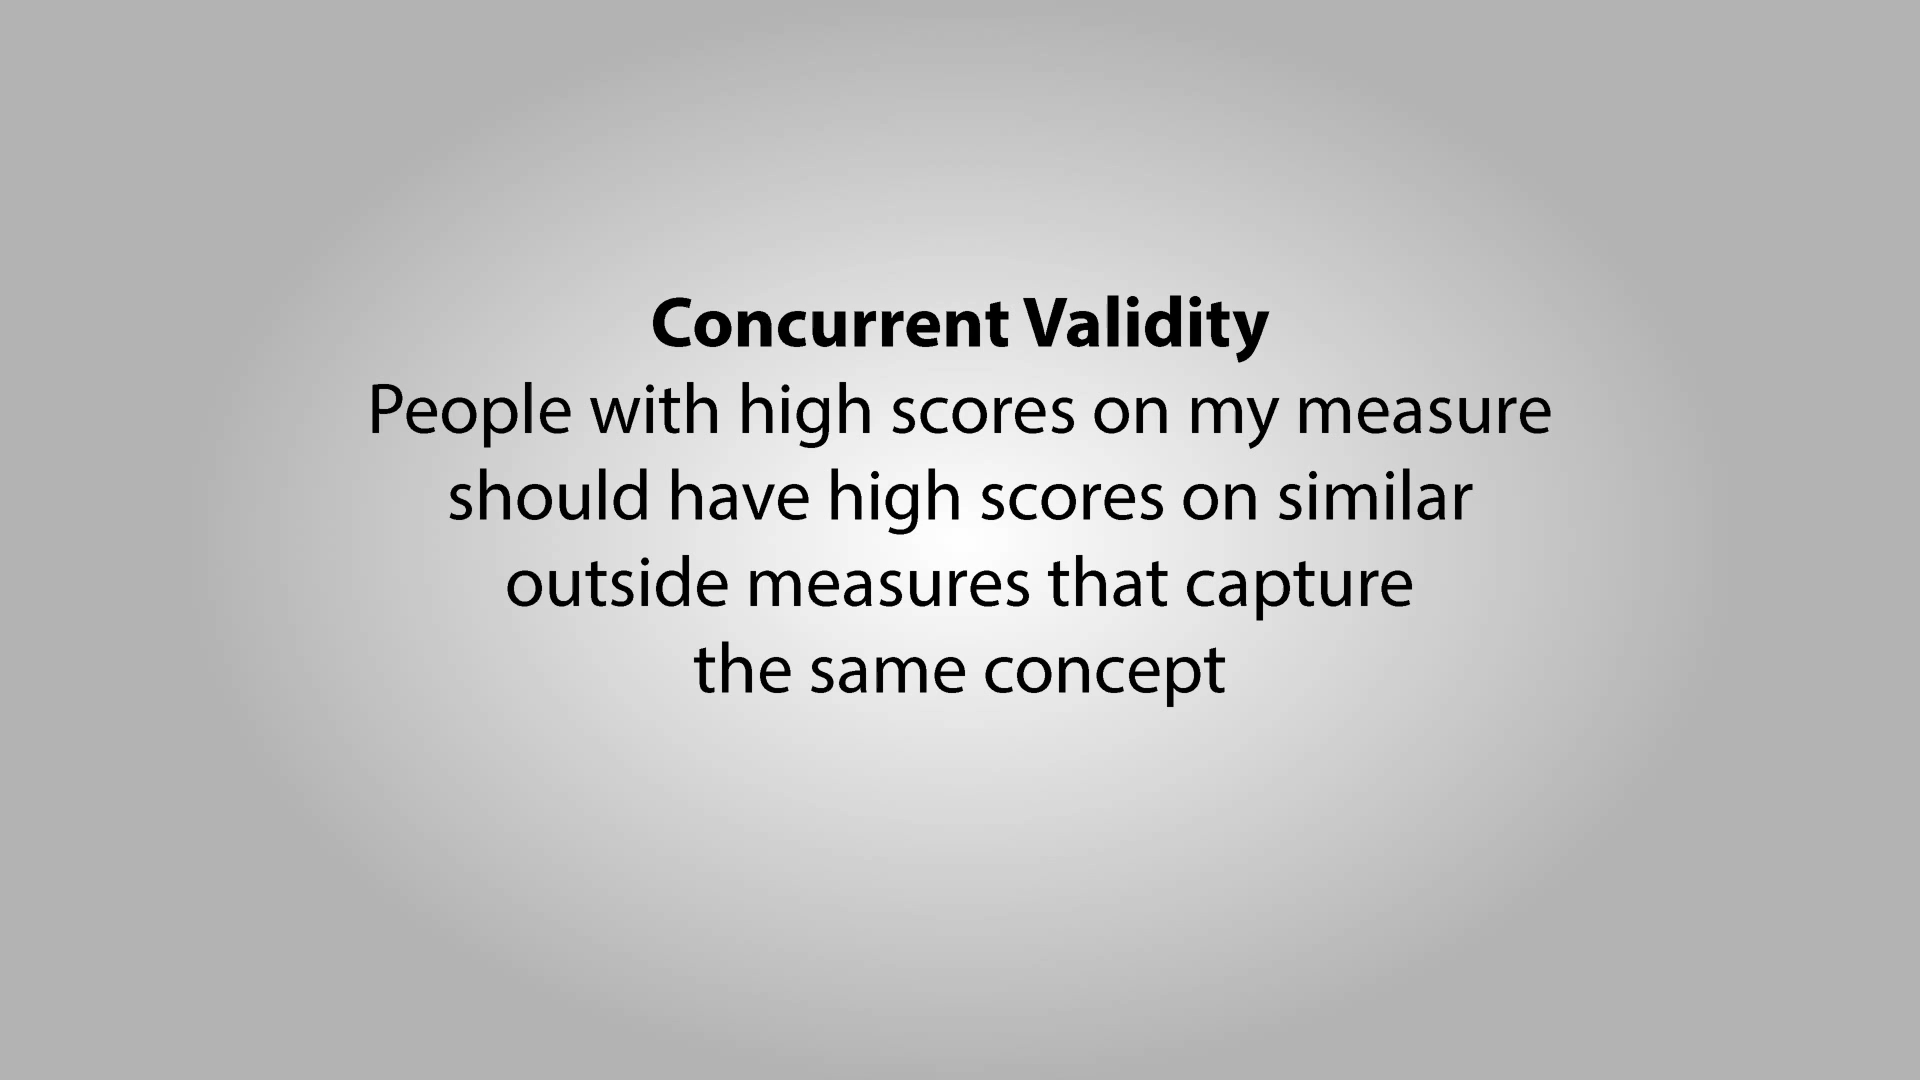 Concurrent Validity
People with high scores on my measure
should have high scores on similar
outside measures that capture
the same concept